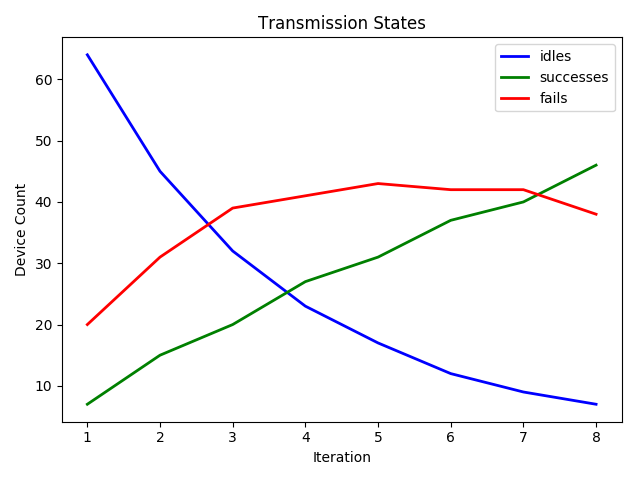 Transmission States
idles
successes
fails
Device Count
60
50
40
30
20
10
1 2 3 4 5 6 7 8
Iteration